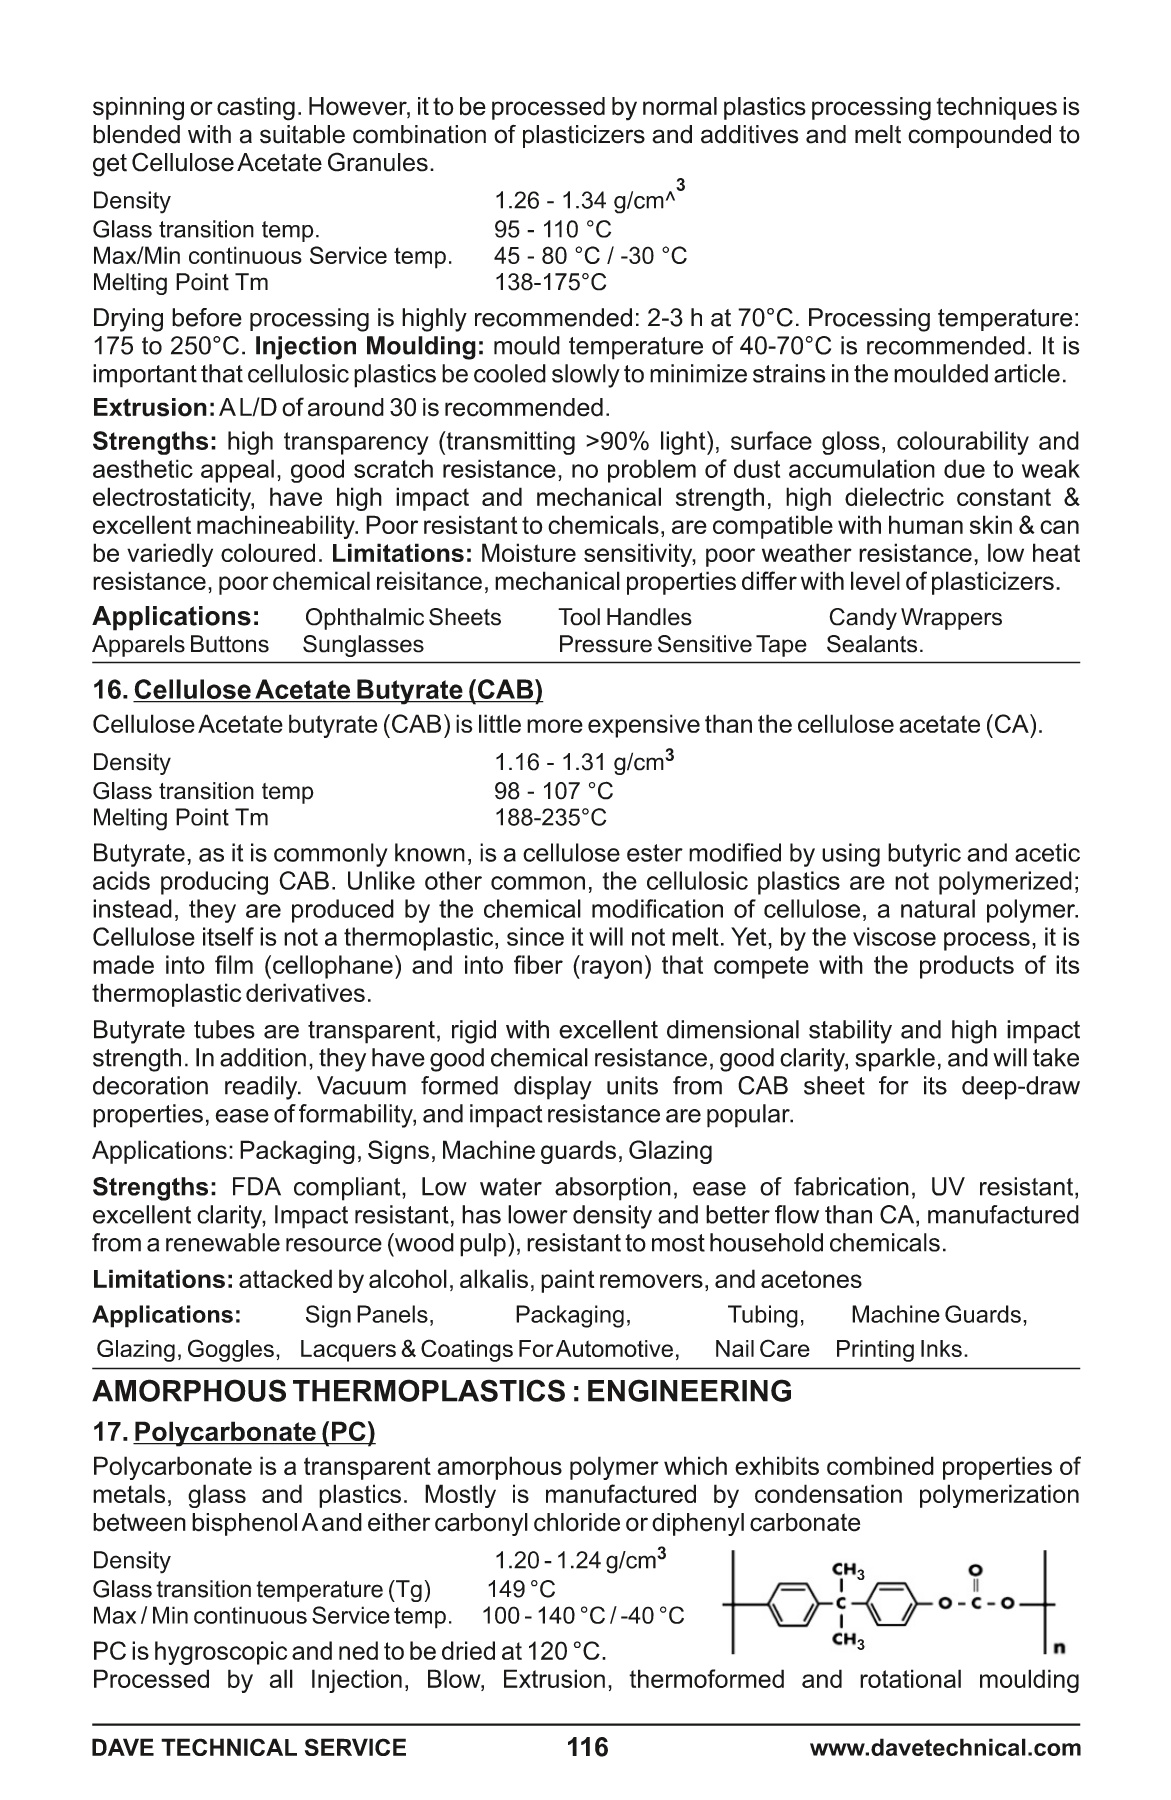 spinning or casting. However, it to be processed by normal plastics processing techniques is
blended with a suitable combination of plasticizers and additives and melt compounded to
get Cellulose Acetate Granules.
Density 1.26 - 1.34 g/cm^3
Glass transition temp. 95 - 110 °C
Max/Min continuous Service temp. 45 - 80 °C / -30 °C
Melting Point Tm 138-175°C
Drying before processing is highly recommended: 2-3 h at 70°C. Processing temperature:
175 to 250°C. Injection Moulding: mould temperature of 40-70°C is recommended. It is
important that cellulosic plastics be cooled slowly to minimize strains in the moulded article.
Extrusion: A L/D of around 30 is recommended.
Strengths: high transparency (transmitting >90% light), surface gloss, colourability and
aesthetic appeal, good scratch resistance, no problem of dust accumulation due to weak
electrostaticity, have high impact and mechanical strength, high dielectric constant &
excellent machineability. Poor resistant to chemicals, are compatible with human skin & can
be variedly coloured. Limitations: Moisture sensitivity, poor weather resistance, low heat
resistance, poor chemical reisitance, mechanical properties differ with level of plasticizers.
Applications: Ophthalmic Sheets Tool Handles Candy Wrappers
Apparels Buttons Sunglasses Pressure Sensitive Tape Sealants.
16. Cellulose Acetate Butyrate (CAB)
Cellulose Acetate butyrate (CAB) is little more expensive than the cellulose acetate (CA).
Density 1.16 - 1.31 g/cm³
Glass transition temp 98 - 107 °C
Melting Point Tm 188-235°C
Butyrate, as it is commonly known, is a cellulose ester modified by using butyric and acetic
acids producing CAB. Unlike other common, the cellulosic plastics are not polymerized;
instead, they are produced by the chemical modification of cellulose, a natural polymer.
Cellulose itself is not a thermoplastic, since it will not melt. Yet, by the viscose process, it is
made into film (cellophane) and into fiber (rayon) that compete with the products of its
thermoplastic derivatives.
Butyrate tubes are transparent, rigid with excellent dimensional stability and high impact
strength. In addition, they have good chemical resistance, good clarity, sparkle, and will take
decoration readily. Vacuum formed display units from CAB sheet for its deep-draw
properties, ease of formability, and impact resistance are popular.
Applications: Packaging, Signs, Machine guards, Glazing
Strengths: FDA compliant, Low water absorption, ease of fabrication, UV resistant,
excellent clarity, Impact resistant, has lower density and better flow than CA, manufactured
from a renewable resource (wood pulp), resistant to most household chemicals.
Limitations: attacked by alcohol, alkalis, paint removers, and acetones
Applications: Sign Panels, Packaging, Tubing, Machine Guards,
Glazing, Goggles, Lacquers & Coatings For Automotive, Nail Care Printing Inks.
AMORPHOUS THERMOPLASTICS : ENGINEERING
17. Polycarbonate (PC)
Polycarbonate is a transparent amorphous polymer which exhibits combined properties of
metals, glass and plastics. Mostly is manufactured by condensation polymerization
between bisphenol A and either carbonyl chloride or diphenyl carbonate
Density 1.20 - 1.24 g/cm³
Glass transition temperature (Tg) 149 °C
Max / Min continuous Service temp. 100 - 140 °C / -40 °C
CH3 O
C O - C - O
CH3 n
PC is hygroscopic and ned to be dried at 120 °C.
Processed by all Injection, Blow, Extrusion, thermoformed and rotational moulding
DAVE TECHNICAL SERVICE 116 www.davetechnical.com